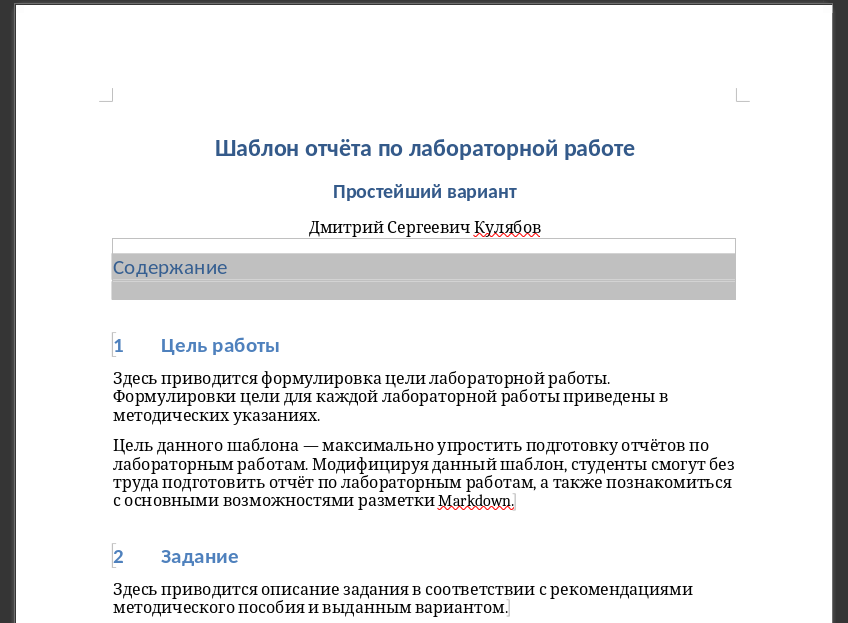 Шаблон отчёта по лабораторной работе
Простейший вариант
Дмитрий Сергеевич Кулябов
Содержание
1 Цель работы
Здесь приводится формулировка цели лабораторной работы.
Формулировки цели для каждой лабораторной работы приведены в
методических указаниях.
Цель данного шаблона — максимально упростить подготовку отчётов по
лабораторным работам. Модифицируя данный шаблон, студенты смогут без
труда подготовить отчёт по лабораторным работам, а также познакомиться
с основными возможностями разметки Markdown.
2 Задание
Здесь приводится описание задания в соответствии с рекомендациями
методического пособия и выданным вариантом.